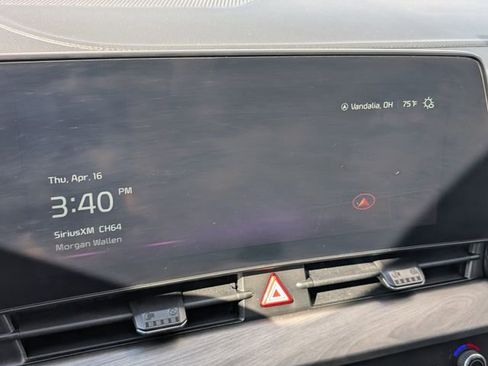 Vandalia, OH 75°F
Thu, Apr. 16
3:40 PM
SiriusXM CH64
Morgan Wallen